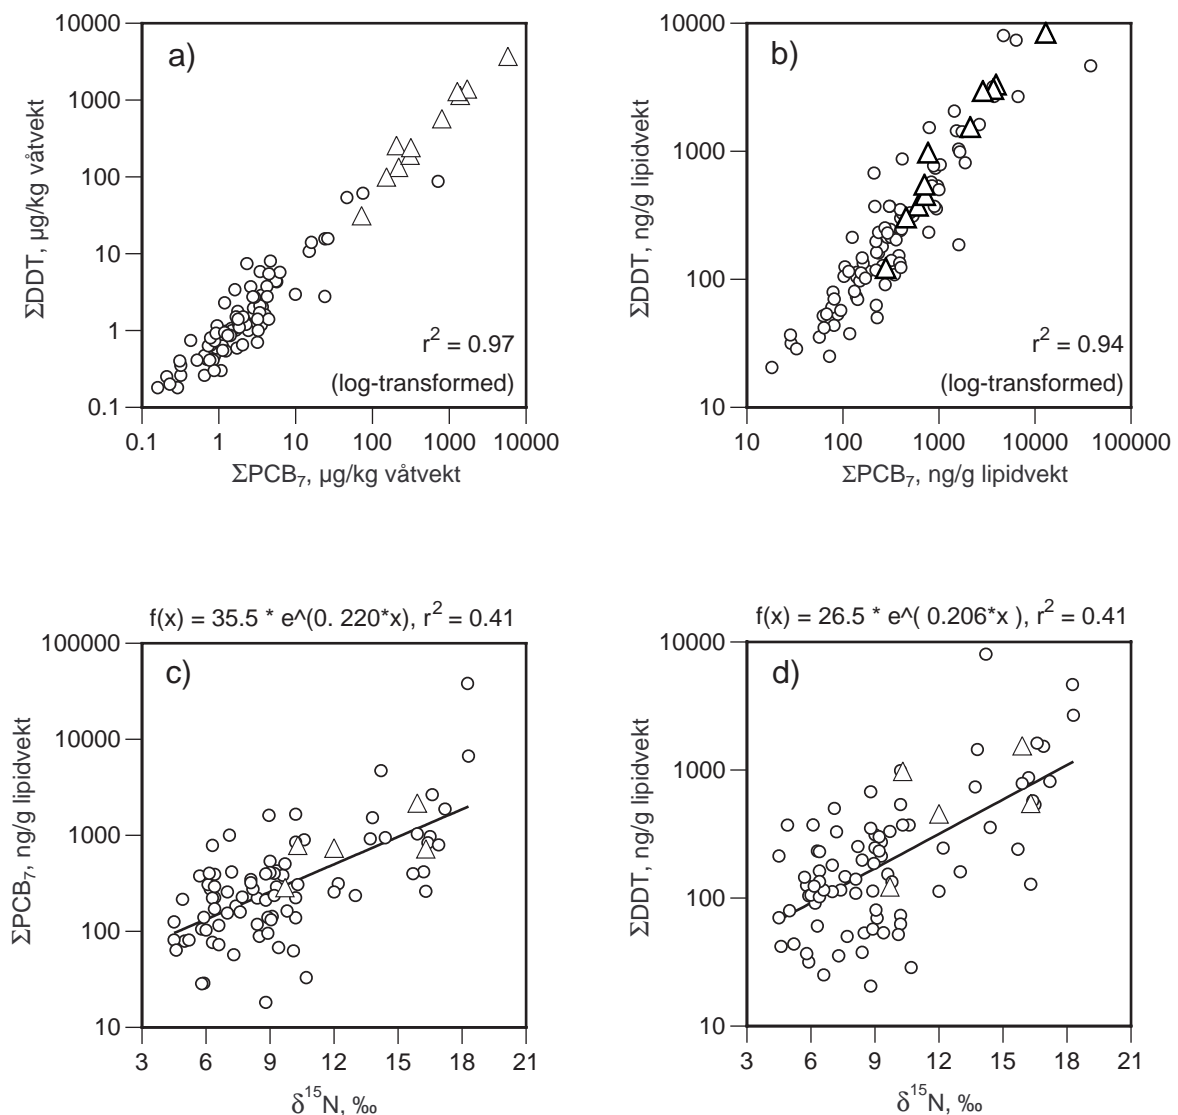 a)
10000
1000
100
10
1
0.1
ΣDDT, µg/kg våtvekt
r² = 0.97
(log-transformed)
0.1 1 10 100 1000 10000
ΣPCB₇, µg/kg våtvekt
b)
10000
1000
100
10
ΣDDT, ng/g lipidvekt
r² = 0.94
(log-transformed)
10 100 1000 10000 100000
ΣPCB₇, ng/g lipidvekt
f(x) = 35.5 * e^(0. 220*x), r² = 0.41
c)
100000
10000
1000
100
10
ΣPCB₇, ng/g lipidvekt
3 6 9 12 15 18 21
δ¹⁵N, ‰
f(x) = 26.5 * e^( 0.206*x ), r² = 0.41
d)
10000
1000
100
10
ΣDDT, ng/g lipidvekt
3 6 9 12 15 18 21
δ¹⁵N, ‰